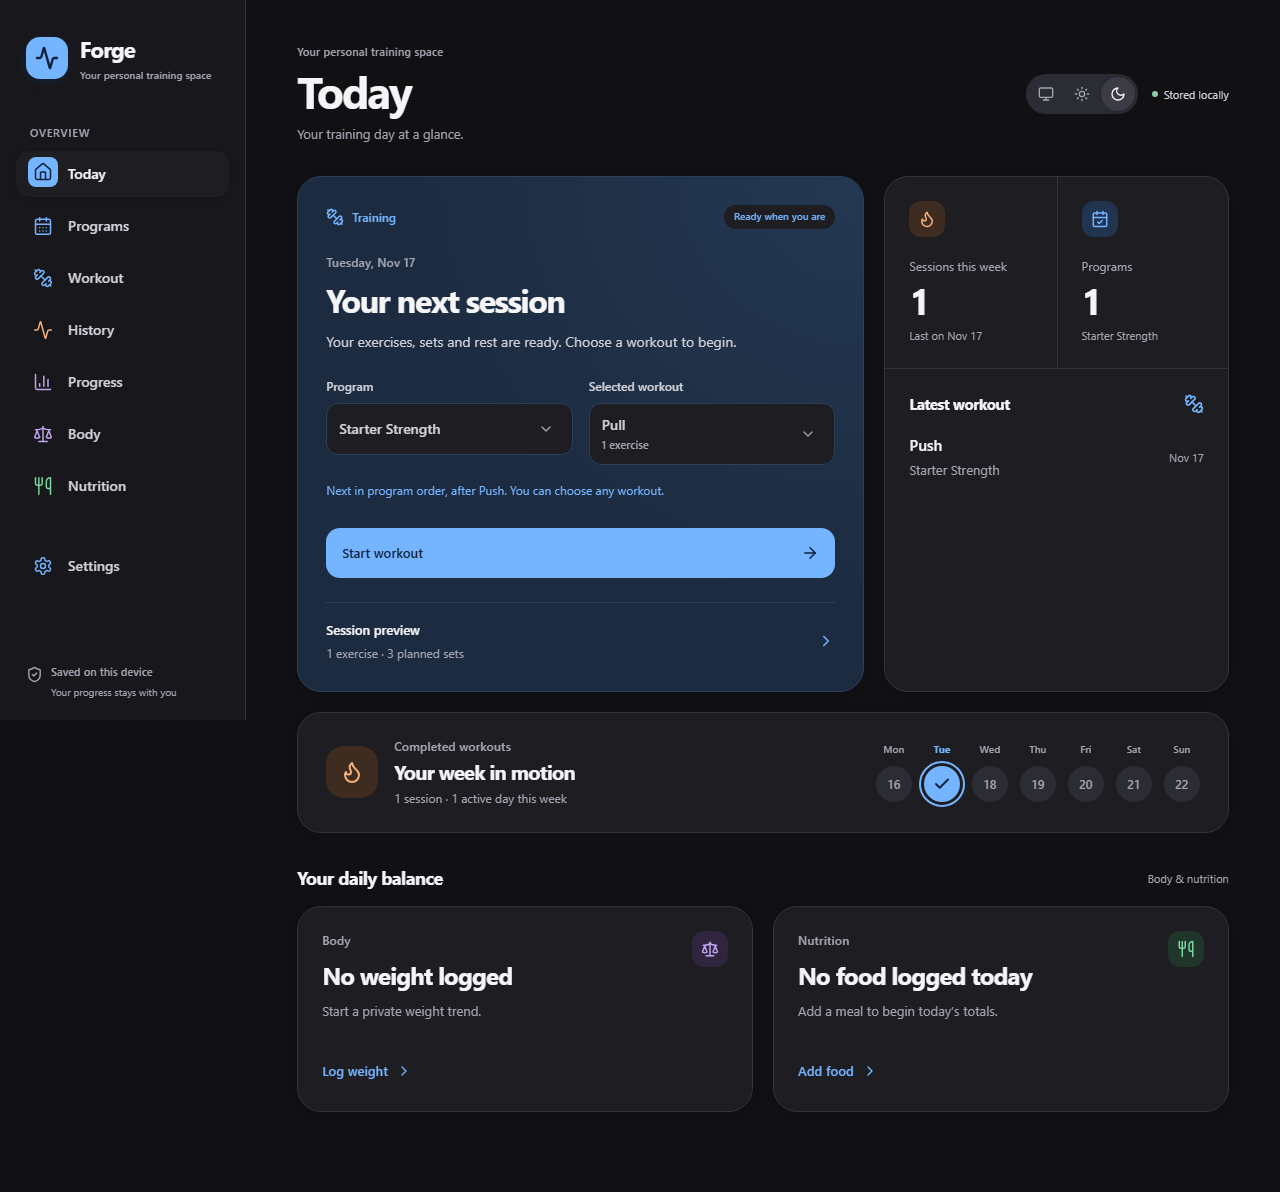 Forge
Your personal training space
OVERVIEW
Today
Programs
Workout
History
Progress
Body
Nutrition
Settings
Saved on this device
Your progress stays with you
Your personal training space
Today
Your training day at a glance.
Stored locally
Training
Ready when you are
Tuesday, Nov 17
Your next session
Your exercises, sets and rest are ready. Choose a workout to begin.
Program
Starter Strength
Selected workout
Pull
1 exercise
Next in program order, after Push. You can choose any workout.
Start workout
Session preview
1 exercise · 3 planned sets
Sessions this week
1
Last on Nov 17
Programs
1
Starter Strength
Latest workout
Push
Starter Strength
Nov 17
Completed workouts
Your week in motion
1 session · 1 active day this week
Mon Tue Wed Thu Fri Sat Sun
16 18 19 20 21 22
Your daily balance
Body & nutrition
Body
No weight logged
Start a private weight trend.
Log weight
Nutrition
No food logged today
Add a meal to begin today's totals.
Add food